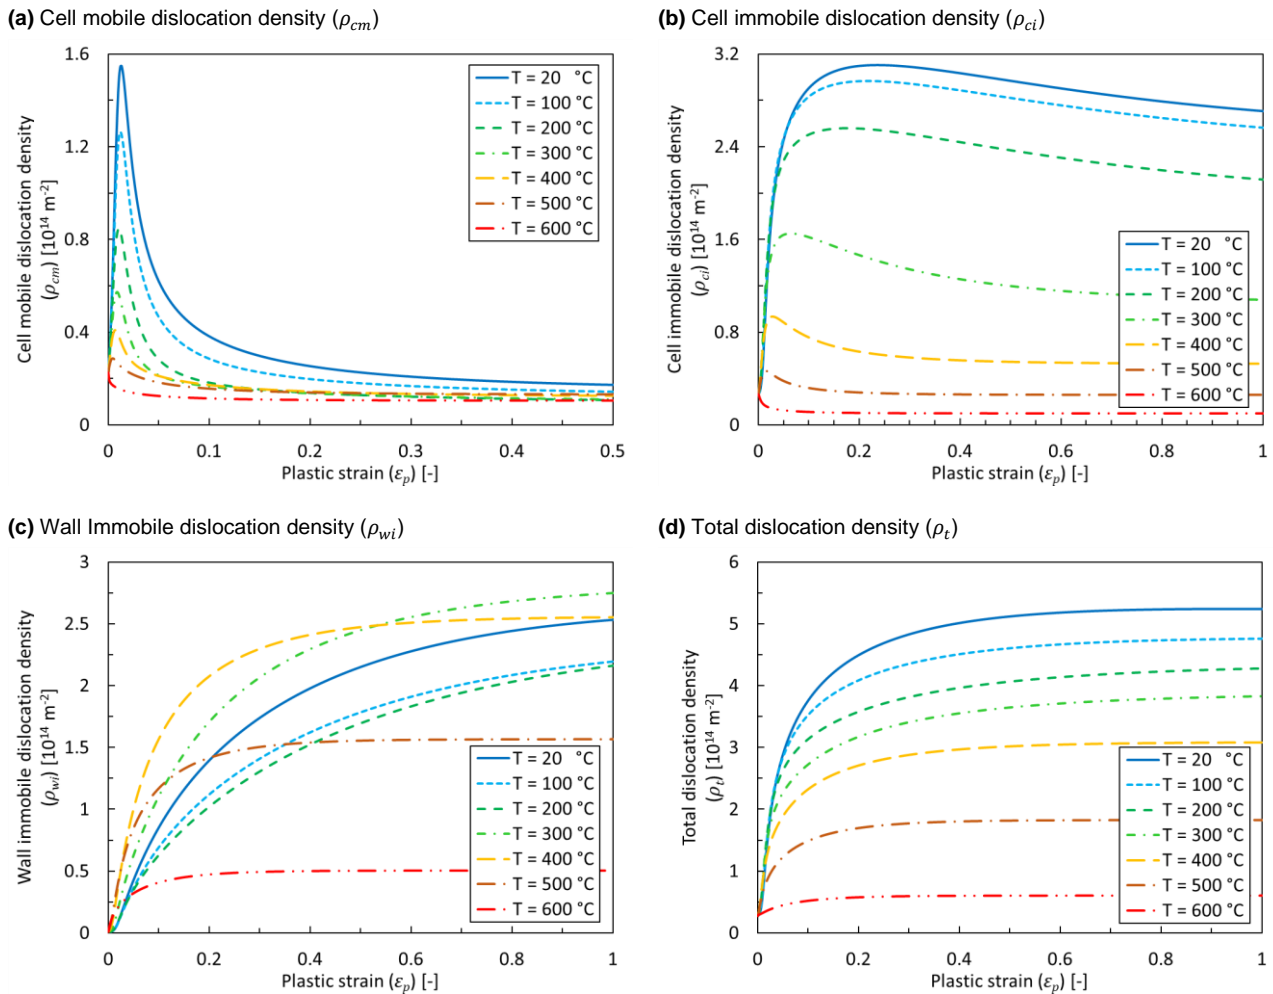 (a) Cell mobile dislocation density (ρcm)
1.6
1.2
0.8
0.4
0
Cell mobile dislocation density
(ρcm) [10¹⁴ m⁻²]
T = 20 °C
T = 100 °C
T = 200 °C
T = 300 °C
T = 400 °C
T = 500 °C
T = 600 °C
0 0.1 0.2 0.3 0.4 0.5
Plastic strain (εp) [-]
(b) Cell immobile dislocation density (ρci)
3.2
2.4
1.6
0.8
0
Cell immobile dislocation density
(ρci) [10¹⁴ m⁻²]
T = 20 °C
T = 100 °C
T = 200 °C
T = 300 °C
T = 400 °C
T = 500 °C
T = 600 °C
0 0.2 0.4 0.6 0.8 1
Plastic strain (εp) [-]
(c) Wall Immobile dislocation density (ρwi)
3
2.5
2
1.5
1
0.5
0
Wall immobile dislocation density
(ρwi) [10¹⁴ m⁻²]
T = 20 °C
T = 100 °C
T = 200 °C
T = 300 °C
T = 400 °C
T = 500 °C
T = 600 °C
0 0.2 0.4 0.6 0.8 1
Plastic strain (εp) [-]
(d) Total dislocation density (ρt)
6
5
4
3
2
1
0
Total dislocation density
(ρt) [10¹⁴ m⁻²]
T = 20 °C
T = 100 °C
T = 200 °C
T = 300 °C
T = 400 °C
T = 500 °C
T = 600 °C
0 0.2 0.4 0.6 0.8 1
Plastic strain (εp) [-]